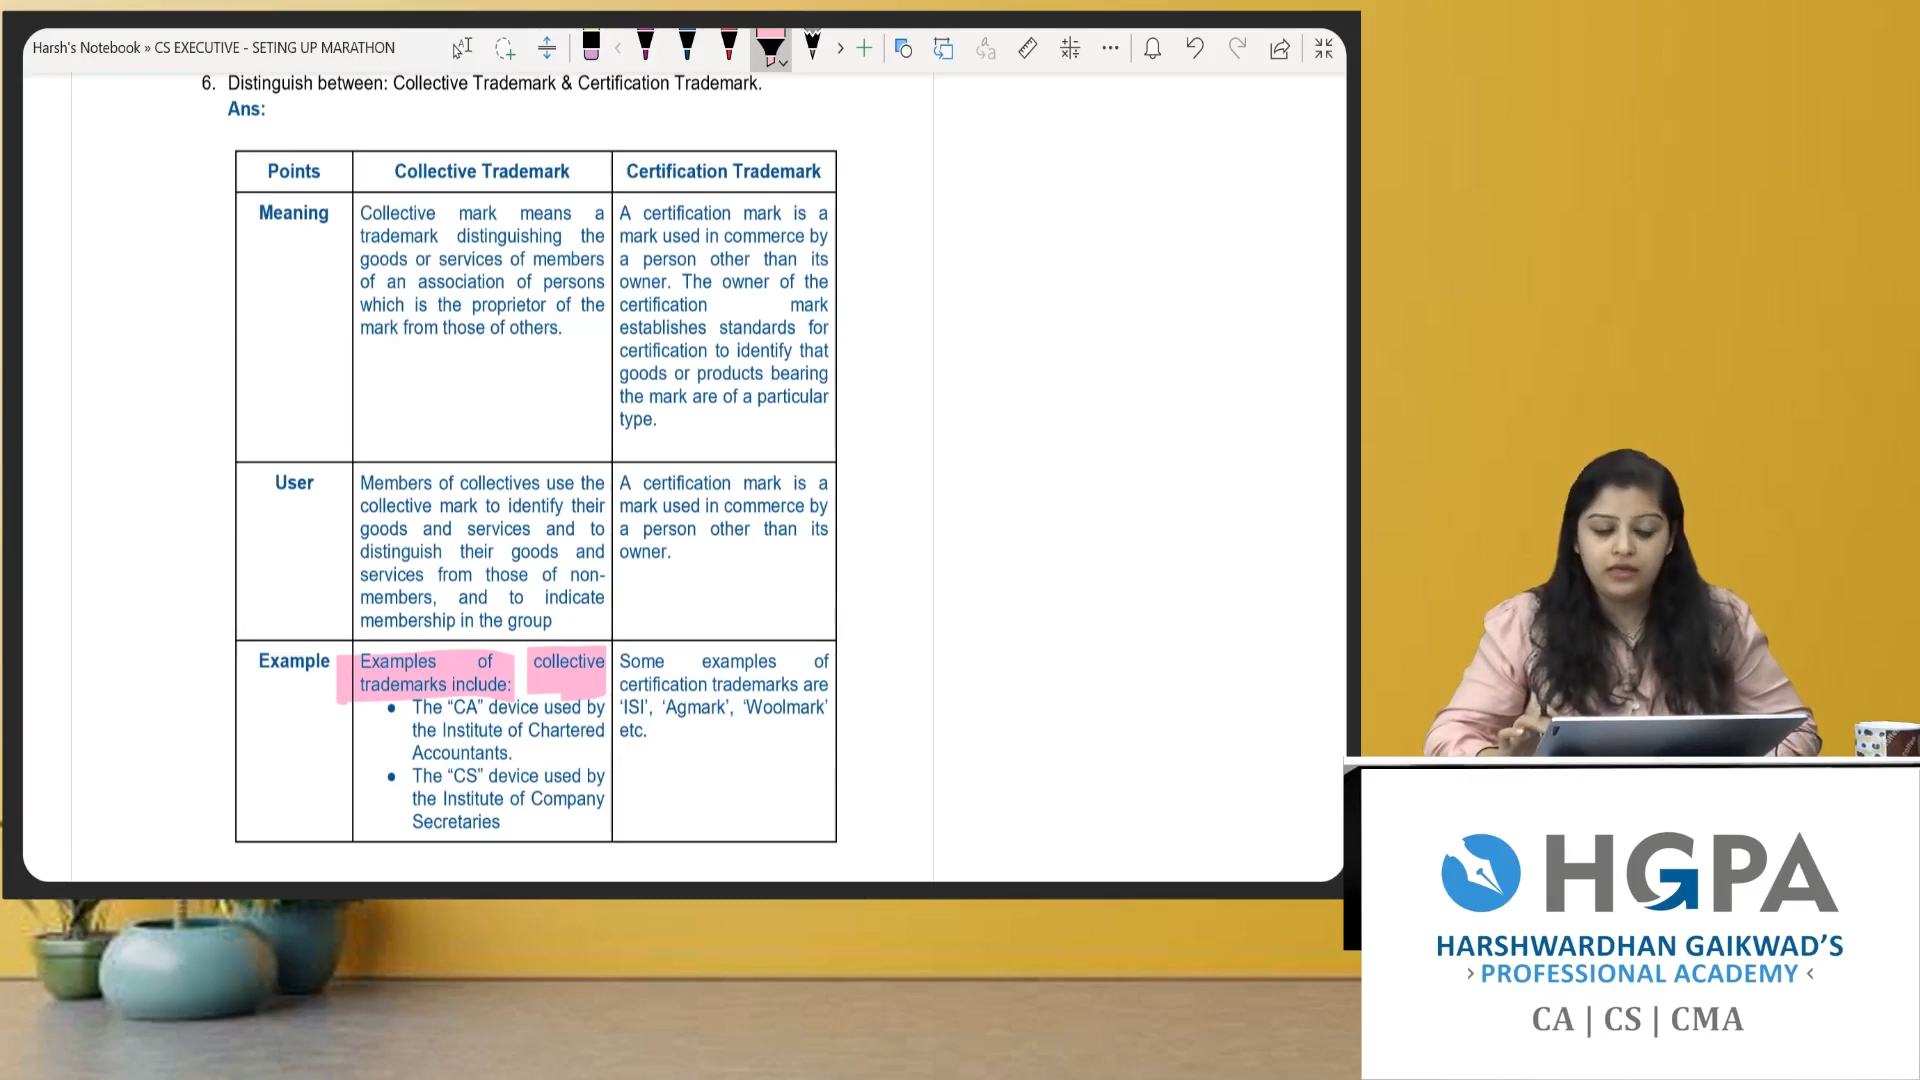 Harsh's Notebook » CS EXECUTIVE - SETING UP MARATHON
6. Distinguish between: Collective Trademark & Certification Trademark.
Ans:
Points
Collective Trademark
Certification Trademark
Meaning
Collective mark means a
trademark distinguishing the
goods or services of members
of an association of persons
which is the proprietor of the
mark from those of others.
A certification mark is a
mark used in commerce by
a person other than its
owner. The owner of the
certification mark
establishes standards for
certification to identify that
goods or products bearing
the mark are of a particular
type.
User
Members of collectives use the
collective mark to identify their
goods and services and to
distinguish their goods and
services from those of non-
members, and to indicate
membership in the group
A certification mark is a
mark used in commerce by
a person other than its
owner.
Example
Examples of collective
trademarks include:
● The “CA” device used by
the Institute of Chartered
Accountants.
● The “CS” device used by
the Institute of Company
Secretaries
Some examples of
certification trademarks are
‘ISI’, ‘Agmark’, ‘Woolmark’
etc.
HGPA
HARSHWARDHAN GAIKWAD’S
› PROFESSIONAL ACADEMY ‹
CA | CS | CMA